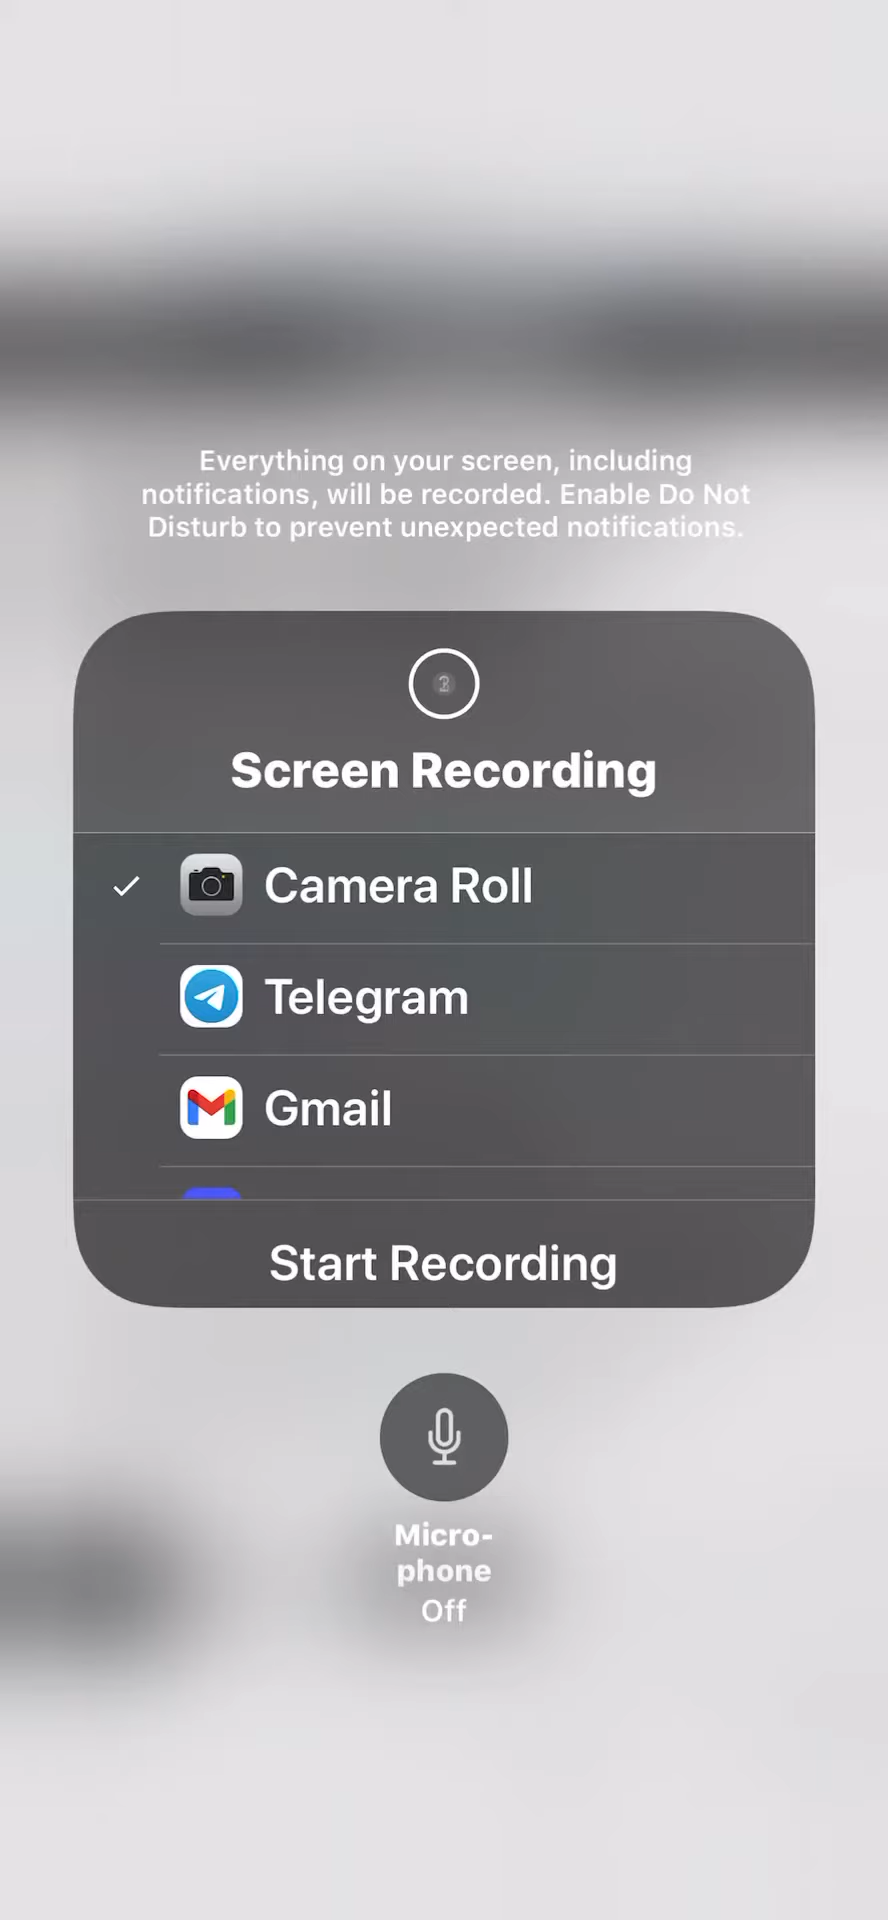 Everything on your screen, including
notifications, will be recorded. Enable Do Not
Disturb to prevent unexpected notifications.
Screen Recording
Camera Roll
Telegram
Gmail
Start Recording
Micro-
phone
Off